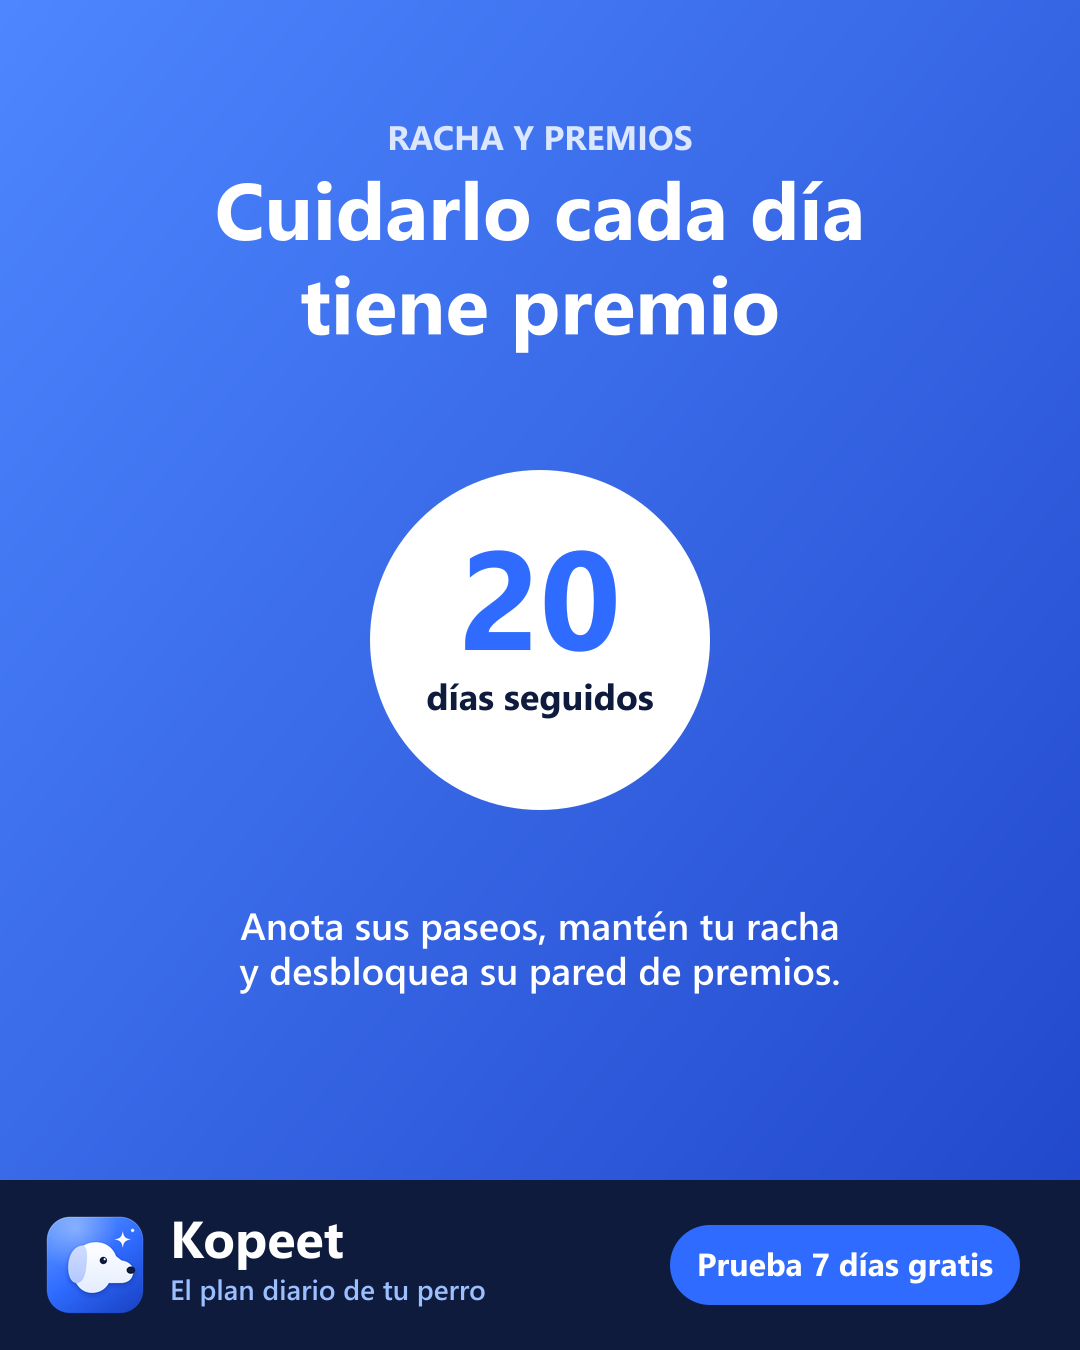 RACHA Y PREMIOS
Cuidarlo cada día
tiene premio
20
días seguidos
Anota sus paseos, mantén tu racha
y desbloquea su pared de premios.
Kopeet
El plan diario de tu perro
Prueba 7 días gratis